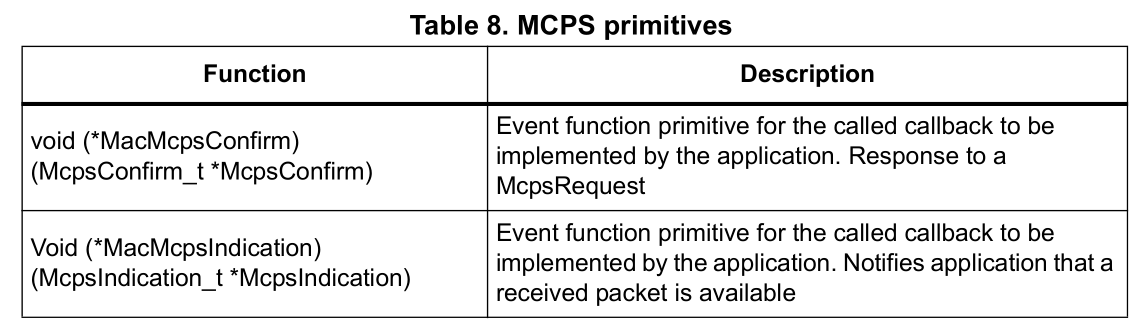 Table 8. MCPS primitives
Function
Description
void (*MacMcpsConfirm)
(McpsConfirm_t *McpsConfirm)
Event function primitive for the called callback to be
implemented by the application. Response to a
McpsRequest
Void (*MacMcpsIndication)
(McpsIndication_t *McpsIndication)
Event function primitive for the called callback to be
implemented by the application. Notifies application that a
received packet is available